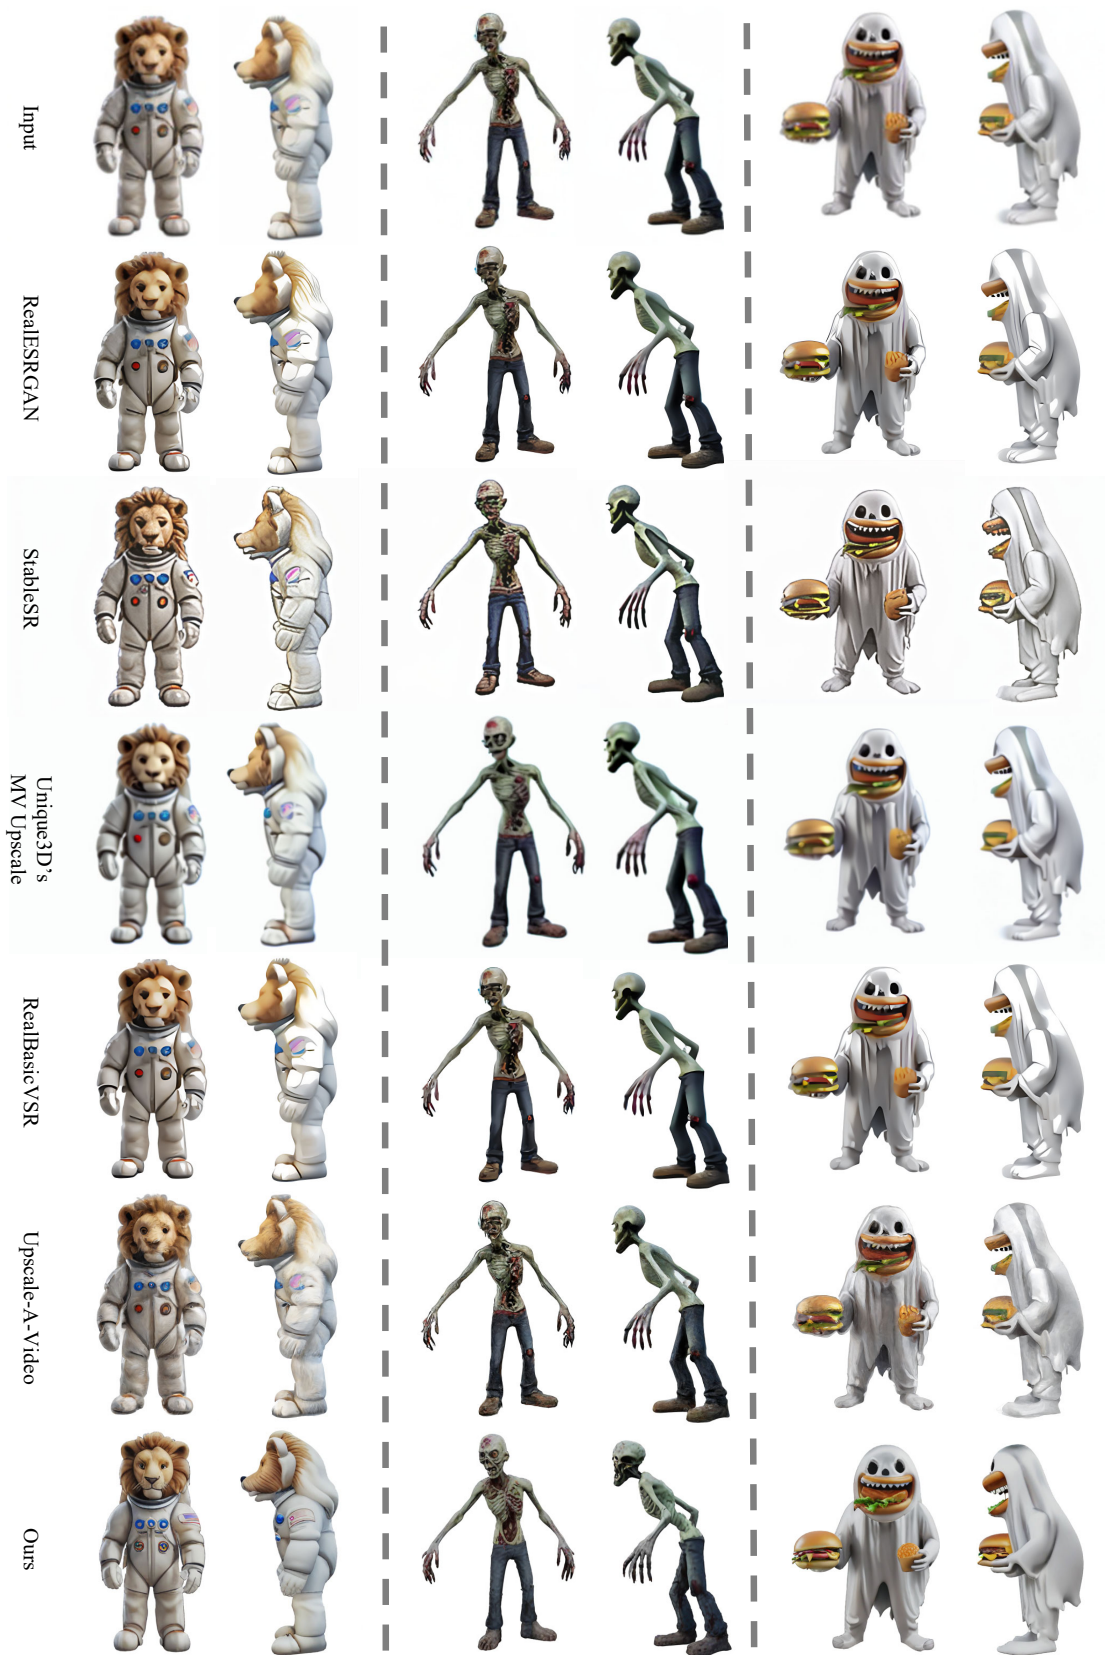 Input
RealESRGAN
StableSR
Unique3D's
MV Upscale
RealBasicVSR
Upscale-A-Video
Ours